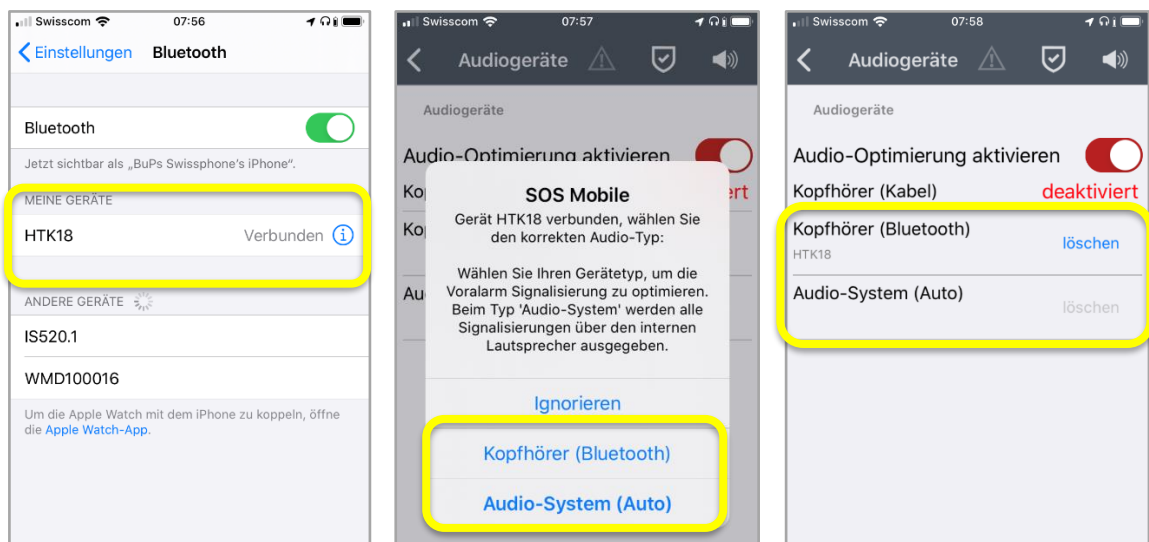 Swisscom 07:56
Einstellungen Bluetooth
Bluetooth
Jetzt sichtbar als „BuPs Swissphone's iPhone“.
MEINE GERÄTE
HTK18 Verbunden
ANDERE GERÄTE
IS520.1
WMD100016
Um die Apple Watch mit dem iPhone zu koppeln, öffne
die Apple Watch-App.
Swisscom 07:57
Audiogeräte
Audiogeräte
Audio-Optimierung aktivieren
SOS Mobile
Gerät HTK18 verbunden, wählen Sie
den korrekten Audio-Typ:
Wählen Sie Ihren Gerätetyp, um die
Voralarm Signalisierung zu optimieren.
Beim Typ 'Audio-System' werden alle
Signalisierungen über den internen
Lautsprecher ausgegeben.
Ignorieren
Kopfhörer (Bluetooth)
Audio-System (Auto)
Swisscom 07:58
Audiogeräte
Audiogeräte
Audio-Optimierung aktivieren
Kopfhörer (Kabel) deaktiviert
Kopfhörer (Bluetooth)
HTK18 löschen
Audio-System (Auto)
löschen